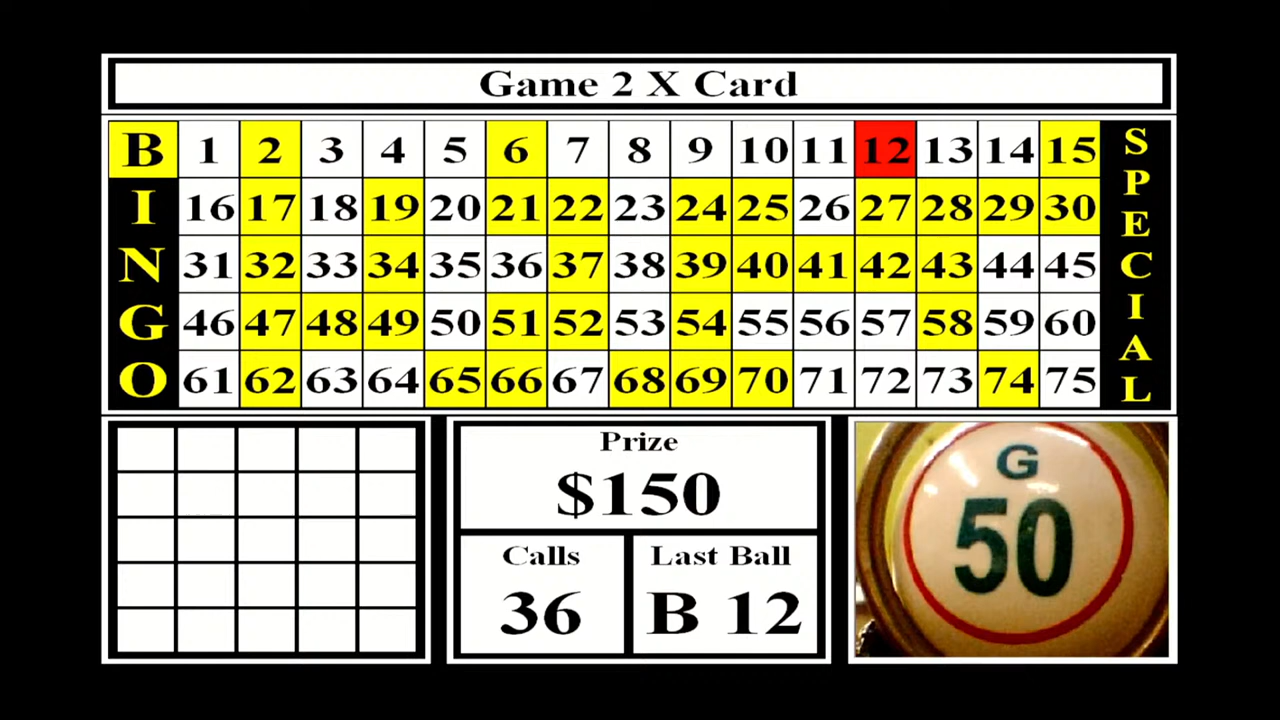 Game 2 X Card
B 1 2 3 4 5 6 7 8 9 10 11 12 13 14 15
I 16 17 18 19 20 21 22 23 24 25 26 27 28 29 30
N 31 32 33 34 35 36 37 38 39 40 41 42 43 44 45
G 46 47 48 49 50 51 52 53 54 55 56 57 58 59 60
O 61 62 63 64 65 66 67 68 69 70 71 72 73 74 75
SPECIAL
Prize
$150
Calls
36
Last Ball
B 12
G
50